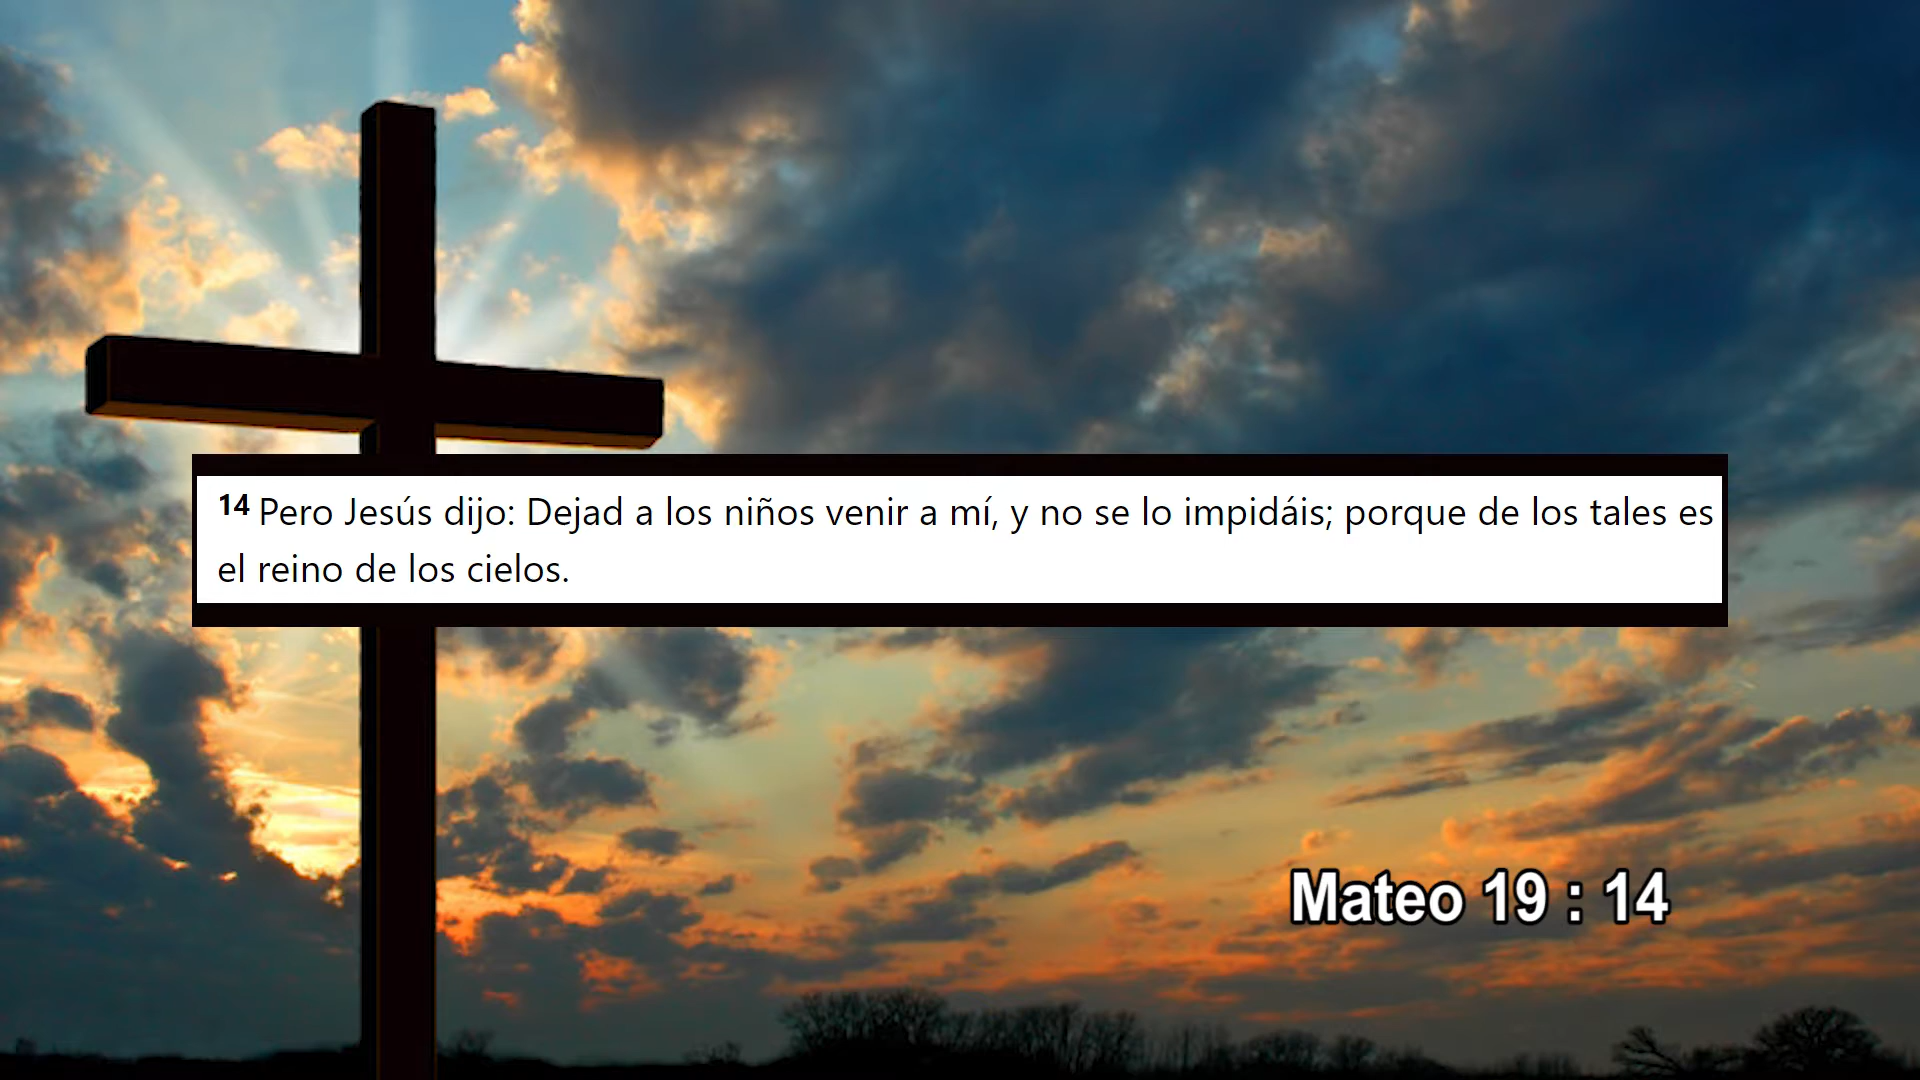 14 Pero Jesús dijo: Dejad a los niños venir a mí, y no se lo impidáis; porque de los tales es
el reino de los cielos.
Mateo 19 : 14